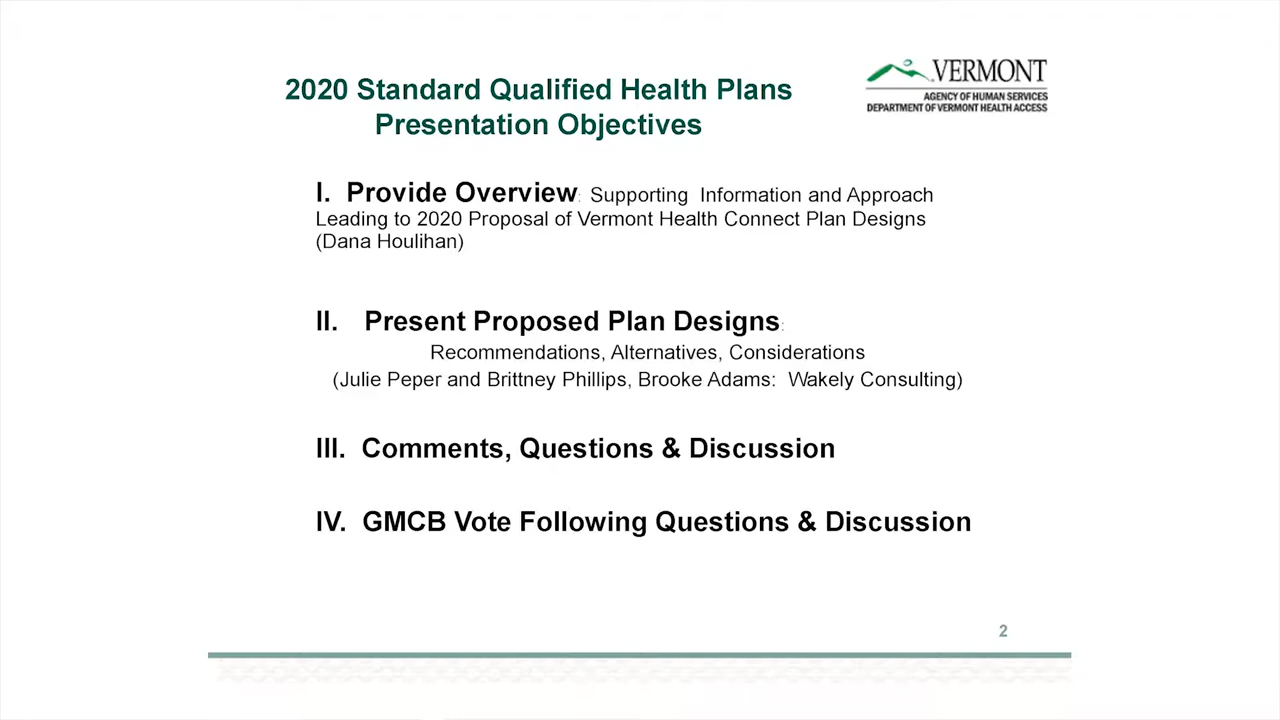 2020 Standard Qualified Health Plans
Presentation Objectives
VERMONT
AGENCY OF HUMAN SERVICES
DEPARTMENT OF VERMONT HEALTH ACCESS
I. Provide Overview: Supporting Information and Approach
Leading to 2020 Proposal of Vermont Health Connect Plan Designs
(Dana Houlihan)
II. Present Proposed Plan Designs:
Recommendations, Alternatives, Considerations
(Julie Peper and Brittney Phillips, Brooke Adams: Wakely Consulting)
III. Comments, Questions & Discussion
IV. GMCB Vote Following Questions & Discussion
2